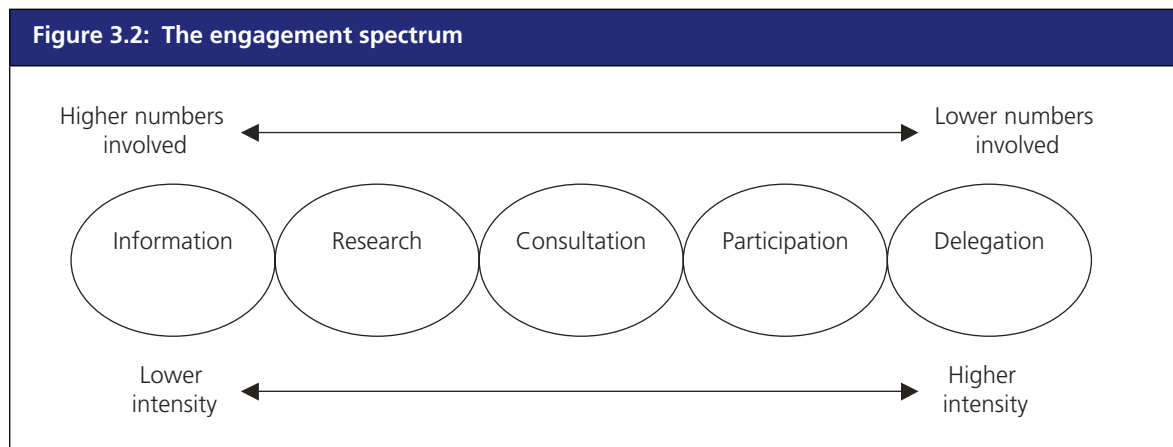 Figure 3.2: The engagement spectrum
Higher numbers
involved
Lower numbers
involved
Information
Research
Consultation
Participation
Delegation
Lower
intensity
Higher
intensity